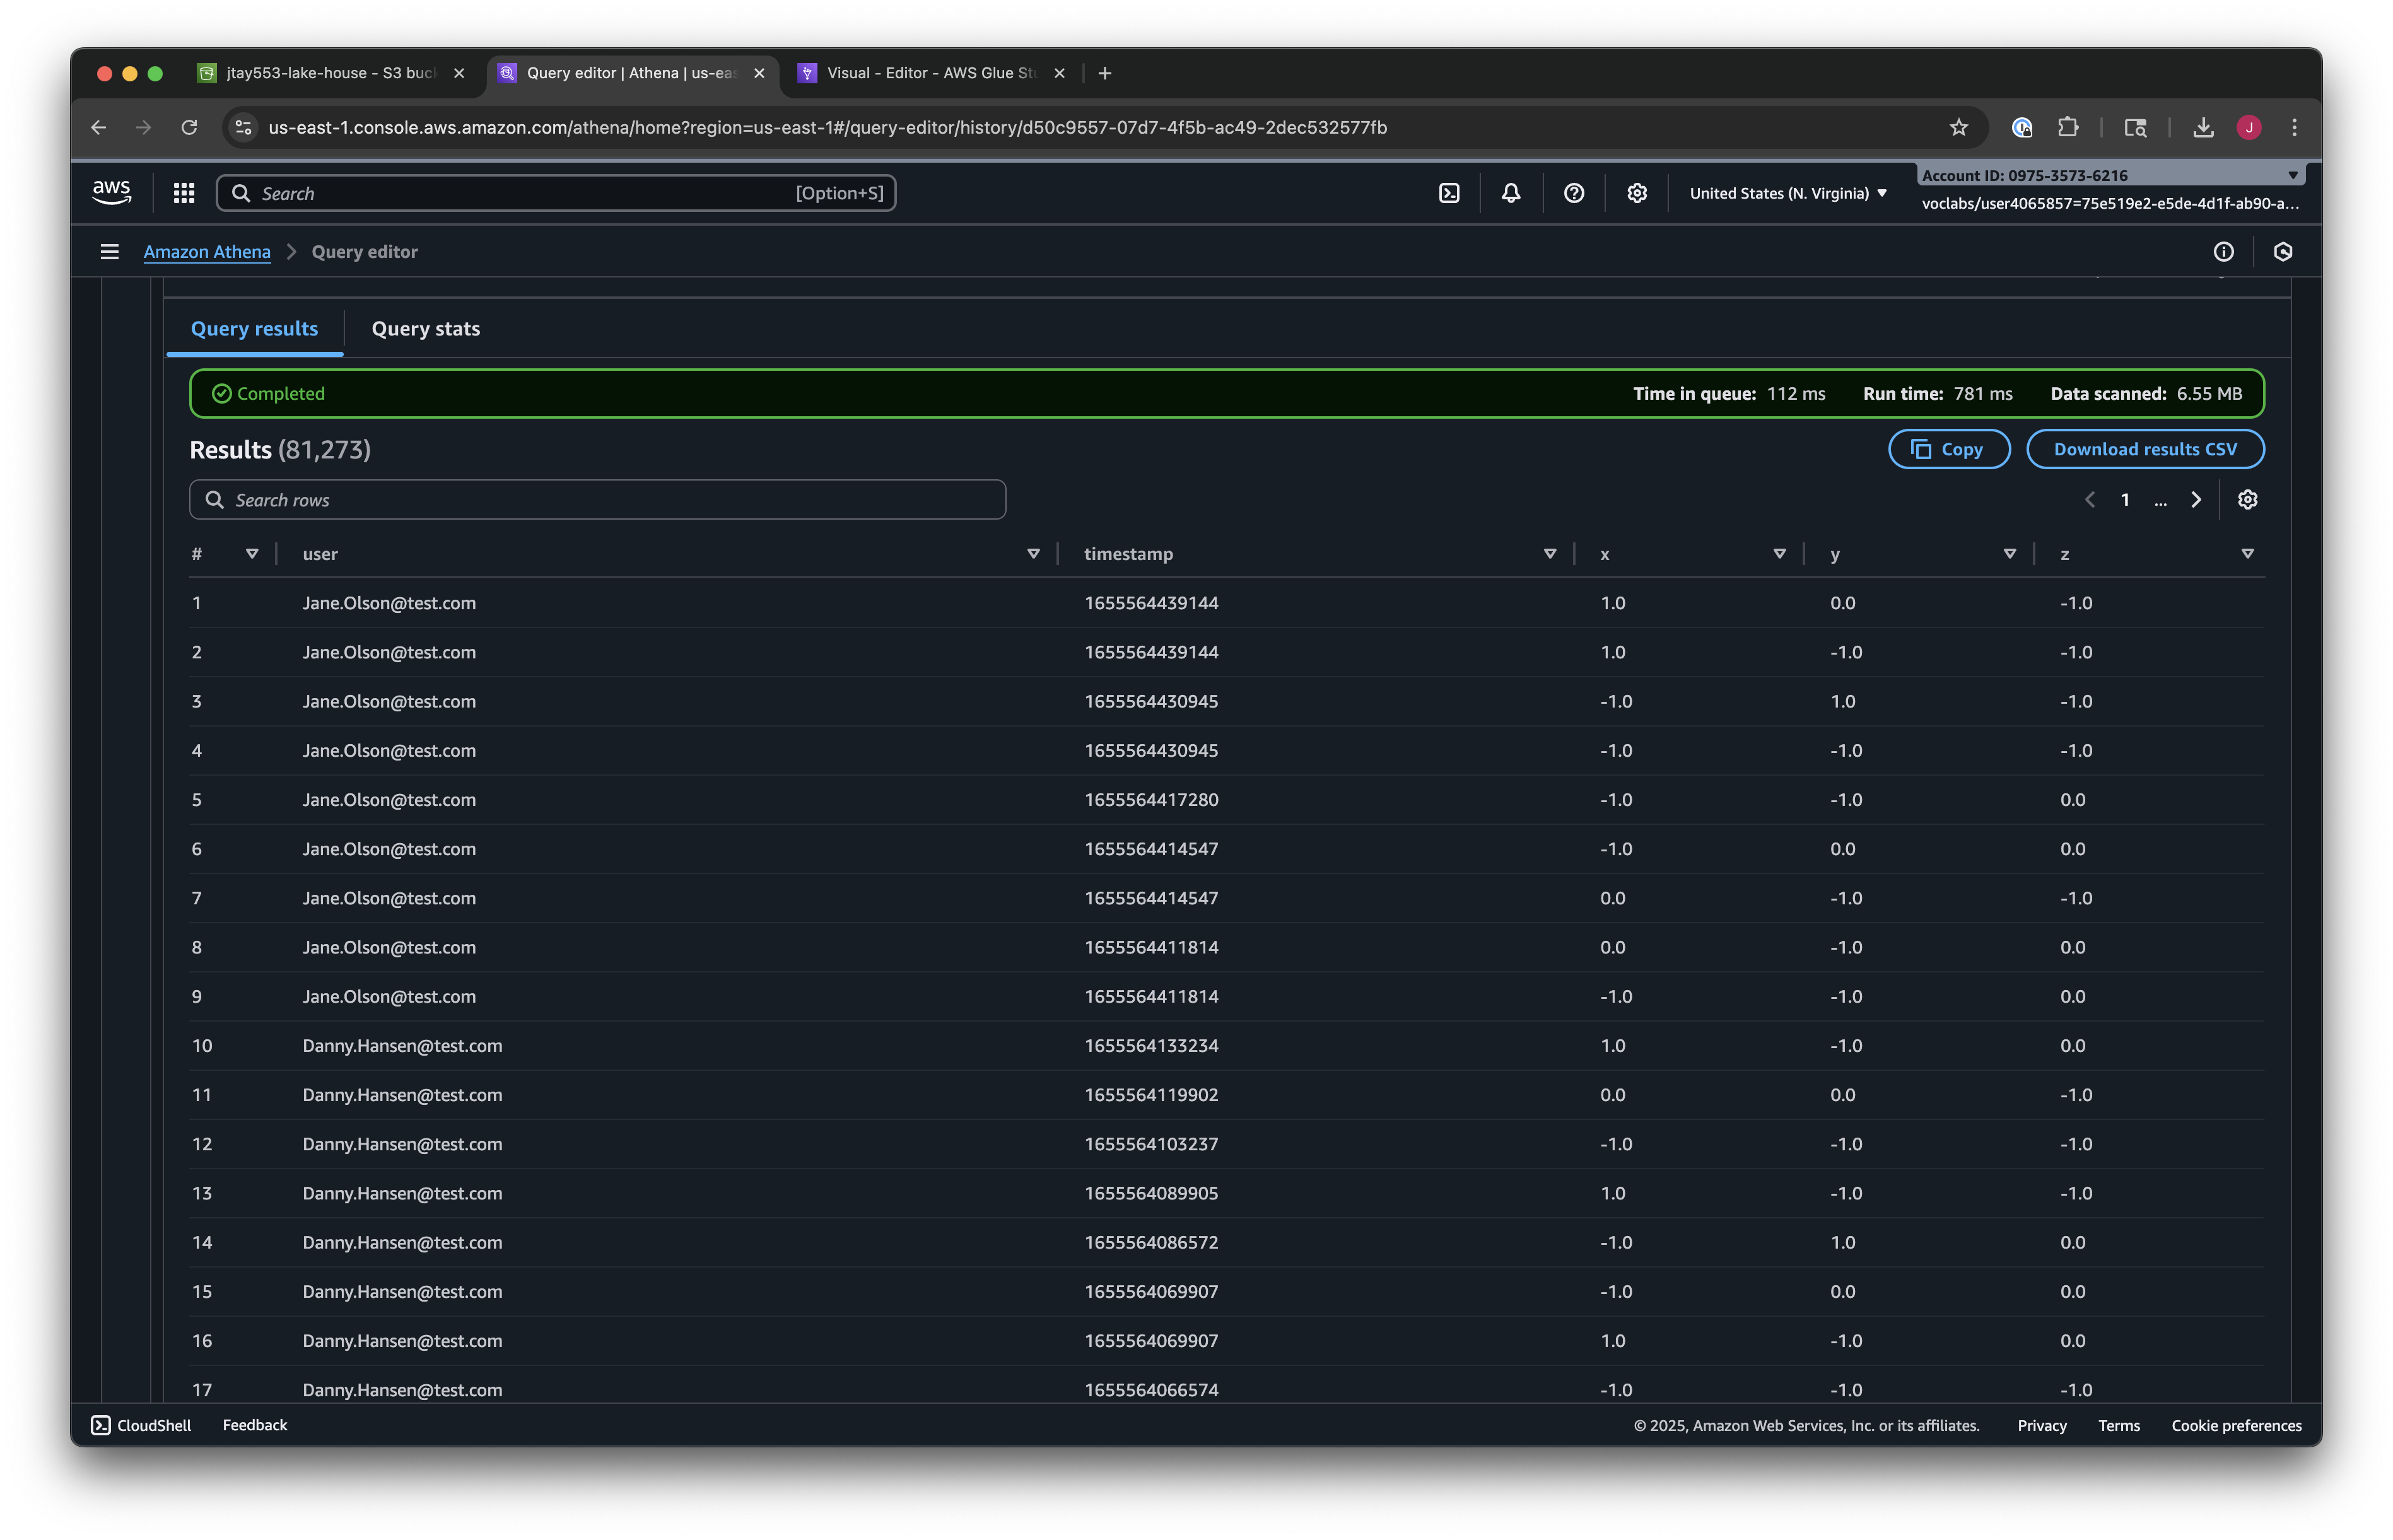 jtay553-lake-house - S3 buc
Query editor | Athena | us-eas
Visual - Editor - AWS Glue St
us-east-1.console.aws.amazon.com/athena/home?region=us-east-1#/query-editor/history/d50c9557-07d7-4f5b-ac49-2dec532577fb
J
aws
Search
[Option+S]
United States (N. Virginia)
Account ID: 0975-3573-6216
voclabs/user4065857=75e519e2-e5de-4d1f-ab90-a...
Amazon Athena
Query editor
Query results
Query stats
Completed
Time in queue: 112 ms Run time: 781 ms Data scanned: 6.55 MB
Results (81,273)
Copy
Download results CSV
Search rows
1 ...
# user timestamp x y z
1 Jane.Olson@test.com 1655564439144 1.0 0.0 -1.0
2 Jane.Olson@test.com 1655564439144 1.0 -1.0 -1.0
3 Jane.Olson@test.com 1655564430945 -1.0 1.0 -1.0
4 Jane.Olson@test.com 1655564430945 -1.0 -1.0 -1.0
5 Jane.Olson@test.com 1655564417280 -1.0 -1.0 0.0
6 Jane.Olson@test.com 1655564414547 -1.0 0.0 0.0
7 Jane.Olson@test.com 1655564414547 0.0 -1.0 -1.0
8 Jane.Olson@test.com 1655564411814 0.0 -1.0 0.0
9 Jane.Olson@test.com 1655564411814 -1.0 -1.0 0.0
10 Danny.Hansen@test.com 1655564133234 1.0 -1.0 0.0
11 Danny.Hansen@test.com 1655564119902 0.0 0.0 -1.0
12 Danny.Hansen@test.com 1655564103237 -1.0 -1.0 -1.0
13 Danny.Hansen@test.com 1655564089905 1.0 -1.0 -1.0
14 Danny.Hansen@test.com 1655564086572 -1.0 1.0 0.0
15 Danny.Hansen@test.com 1655564069907 -1.0 0.0 0.0
16 Danny.Hansen@test.com 1655564069907 1.0 -1.0 0.0
17 Danny.Hansen@test.com 1655564066574 -1.0 -1.0 -1.0
CloudShell
Feedback
© 2025, Amazon Web Services, Inc. or its affiliates.
Privacy
Terms
Cookie preferences